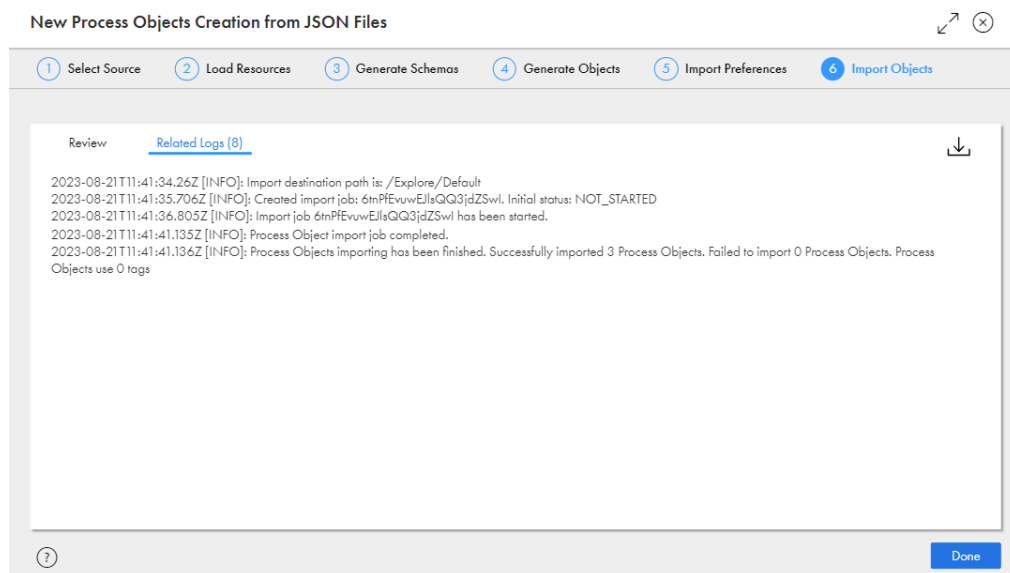 New Process Objects Creation from JSON Files
1 Select Source 2 Load Resources 3 Generate Schemas 4 Generate Objects 5 Import Preferences 6 Import Objects
Review Related Logs (8)
2023-08-21T11:41:34.26Z [INFO]: Import destination path is: /Explore/Default
2023-08-21T11:41:35.706Z [INFO]: Created import job: 6tnPfEvuwEJlsQQ3jdZSwl. Initial status: NOT_STARTED
2023-08-21T11:41:36.805Z [INFO]: Import job 6tnPfEvuwEJlsQQ3jdZSwl has been started.
2023-08-21T11:41:41.135Z [INFO]: Process Object import job completed.
2023-08-21T11:41:41.136Z [INFO]: Process Objects importing has been finished. Successfully imported 3 Process Objects. Failed to import 0 Process Objects. Process
Objects use 0 tags
?
Done